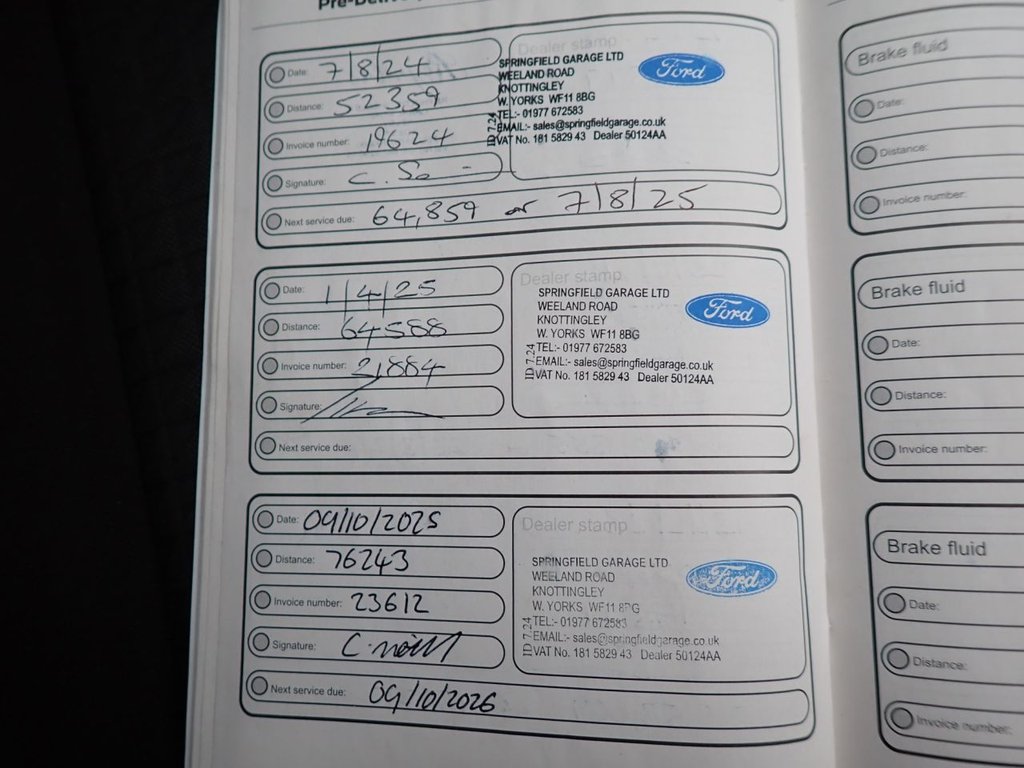 Pre-Delive
Date: 7/8/24
Distance: 52359
Invoice number: 19624
Signature: C. So
Next service due: 64,859 or 7/8/25
Dealer stamp
SPRINGFIELD GARAGE LTD
WEELAND ROAD
KNOTTINGLEY
W. YORKS WF11 8BG
TEL:- 01977 672583
EMAIL:- sales@springfieldgarage.co.uk
VAT No. 181 5829 43 Dealer 50124AA
ID 7.24
Ford
Date: 1/4/25
Distance: 64588
Invoice number: 21884
Signature:
Next service due:
Dealer stamp
SPRINGFIELD GARAGE LTD
WEELAND ROAD
KNOTTINGLEY
W. YORKS WF11 8BG
TEL:- 01977 672583
EMAIL:- sales@springfieldgarage.co.uk
VAT No. 181 5829 43 Dealer 50124AA
ID 7.24
Ford
Date: 09/10/2025
Distance: 76243
Invoice number: 23612
Signature:
Next service due: 09/10/2026
Dealer stamp
SPRINGFIELD GARAGE LTD
WEELAND ROAD
KNOTTINGLEY
W. YORKS WF11 8BG
TEL:- 01977 672583
EMAIL:- sales@springfieldgarage.co.uk
VAT No. 181 5829 43 Dealer 50124AA
ID 7.24
Ford
Brake fluid
Date:
Distance:
Invoice number:
Brake fluid
Date:
Distance:
Invoice number:
Brake fluid
Date:
Distance:
Invoice number: